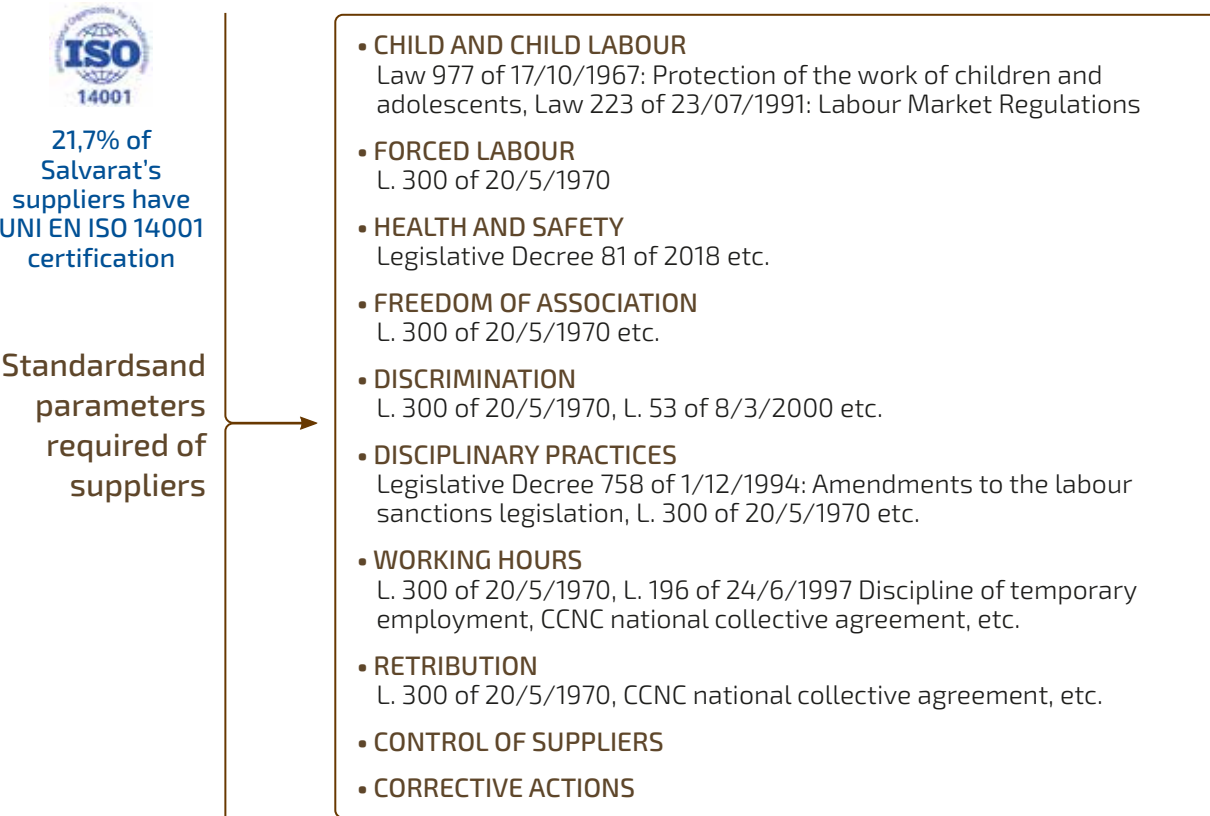 ISO
14001
21,7% of
Salvarat's
suppliers have
UNI EN ISO 14001
certification
Standardsand
parameters
required of
suppliers
• CHILD AND CHILD LABOUR
Law 977 of 17/10/1967: Protection of the work of children and
adolescents, Law 223 of 23/07/1991: Labour Market Regulations
• FORCED LABOUR
L. 300 of 20/5/1970
• HEALTH AND SAFETY
Legislative Decree 81 of 2018 etc.
• FREEDOM OF ASSOCIATION
L. 300 of 20/5/1970 etc.
• DISCRIMINATION
L. 300 of 20/5/1970, L. 53 of 8/3/2000 etc.
• DISCIPLINARY PRACTICES
Legislative Decree 758 of 1/12/1994: Amendments to the labour
sanctions legislation, L. 300 of 20/5/1970 etc.
• WORKING HOURS
L. 300 of 20/5/1970, L. 196 of 24/6/1997 Discipline of temporary
employment, CCNC national collective agreement, etc.
• RETRIBUTION
L. 300 of 20/5/1970, CCNC national collective agreement, etc.
• CONTROL OF SUPPLIERS
• CORRECTIVE ACTIONS